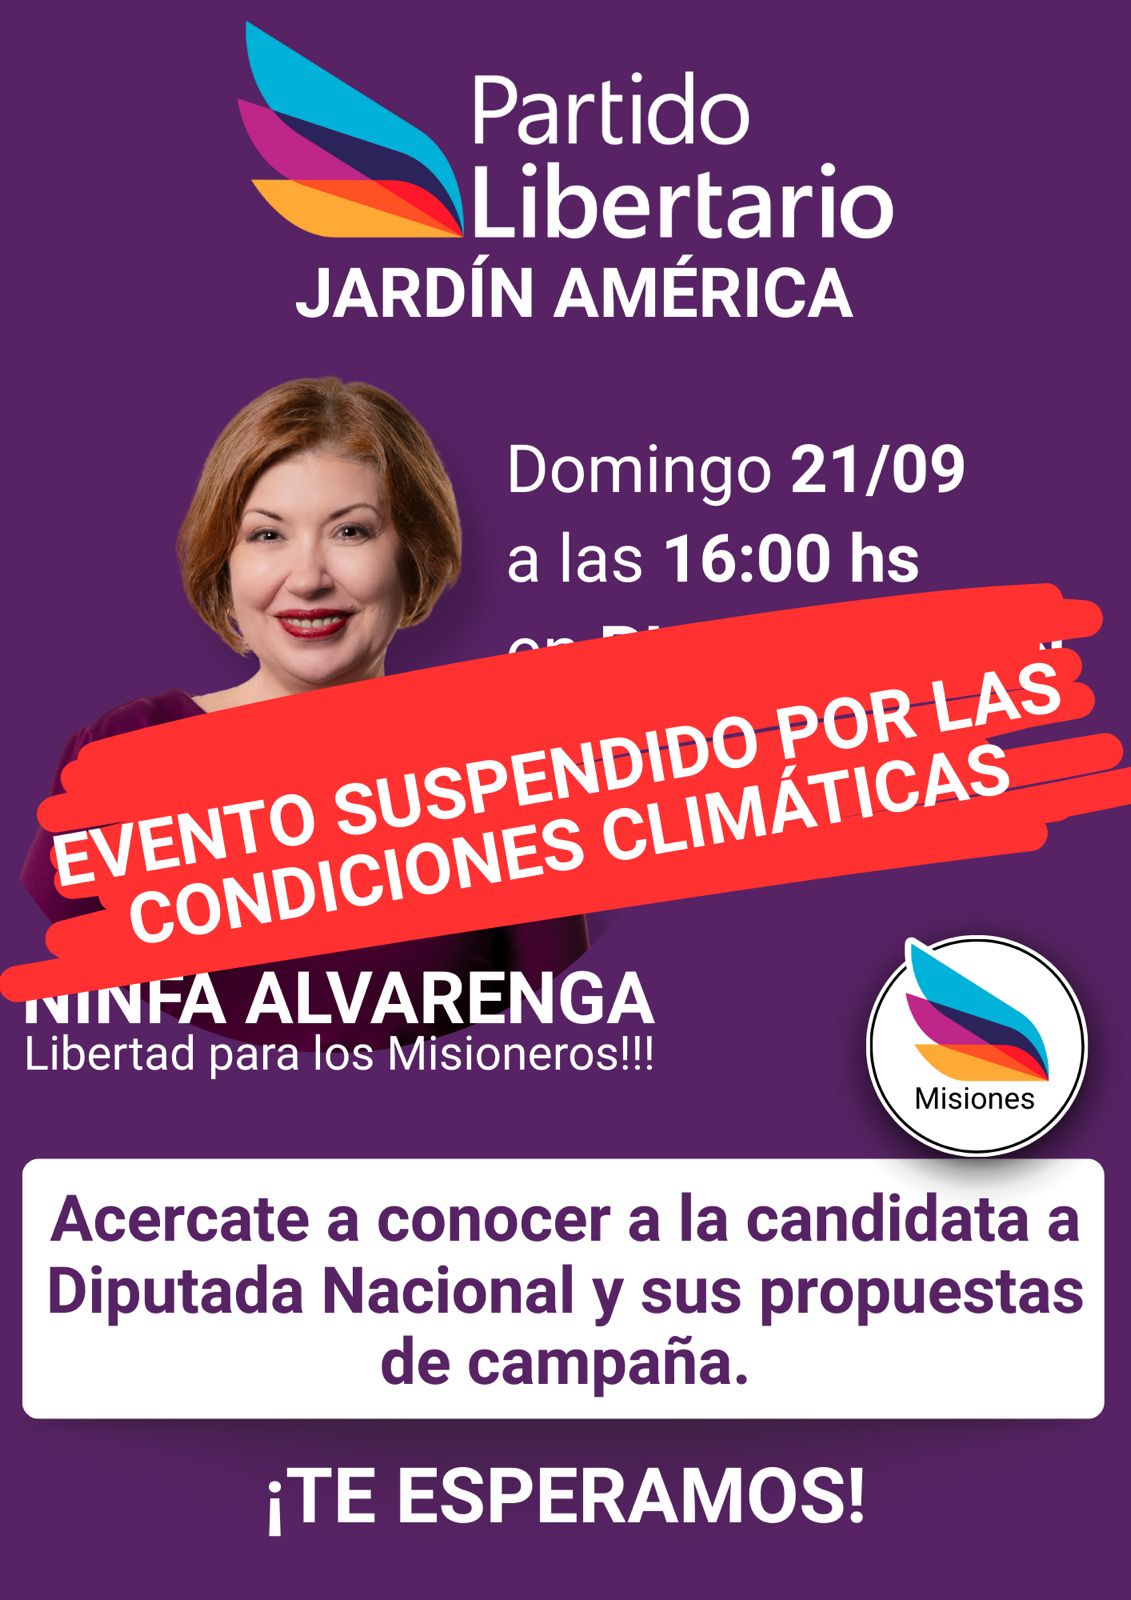 Partido
Libertario
JARDÍN AMÉRICA
Domingo 21/09
a las 16:00 hs
en
EVENTO SUSPENDIDO POR LAS
CONDICIONES CLIMÁTICAS
NINFA ALVARENGA
Libertad para los Misioneros!!!
Misiones
Acercate a conocer a la candidata a
Diputada Nacional y sus propuestas
de campaña.
¡TE ESPERAMOS!